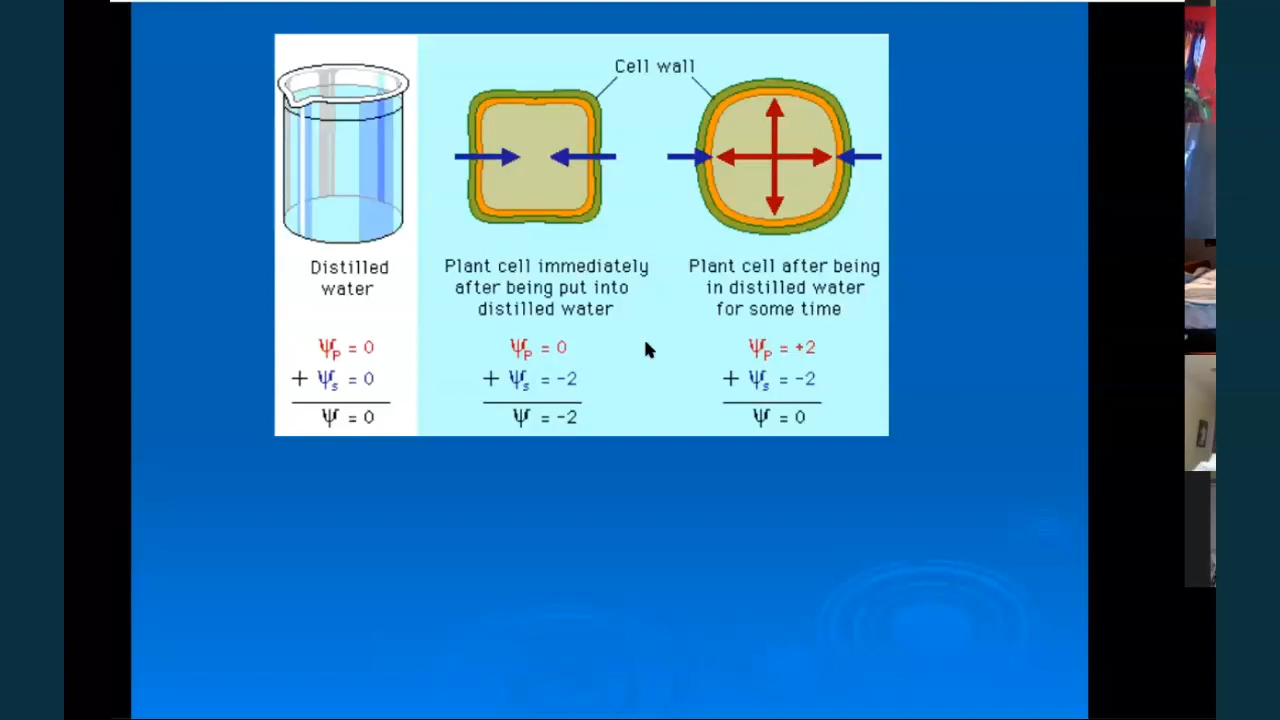 Cell wall
Distilled
water
Plant cell immediately
after being put into
distilled water
Plant cell after being
in distilled water
for some time
ψp = 0
+ ψs = 0
ψ = 0
ψp = 0
+ ψs = -2
ψ = -2
ψp = +2
+ ψs = -2
ψ = 0